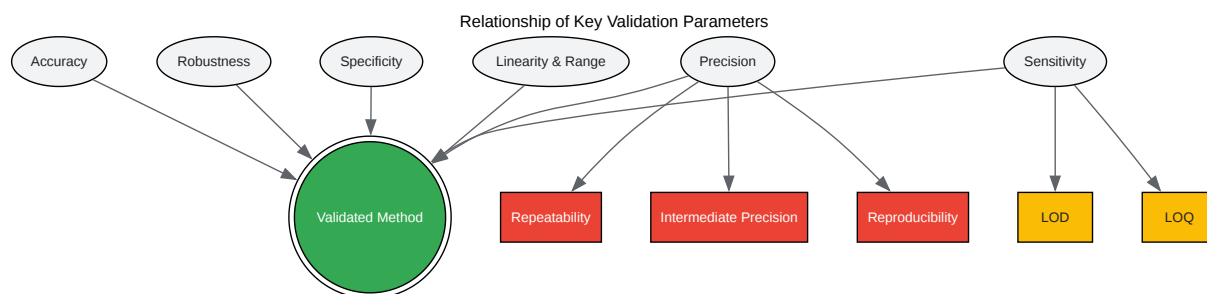 Relationship of Key Validation Parameters
Accuracy
Robustness
Specificity
Linearity & Range
Precision
Sensitivity
Validated Method
Repeatability
Intermediate Precision
Reproducibility
LOD
LOQ